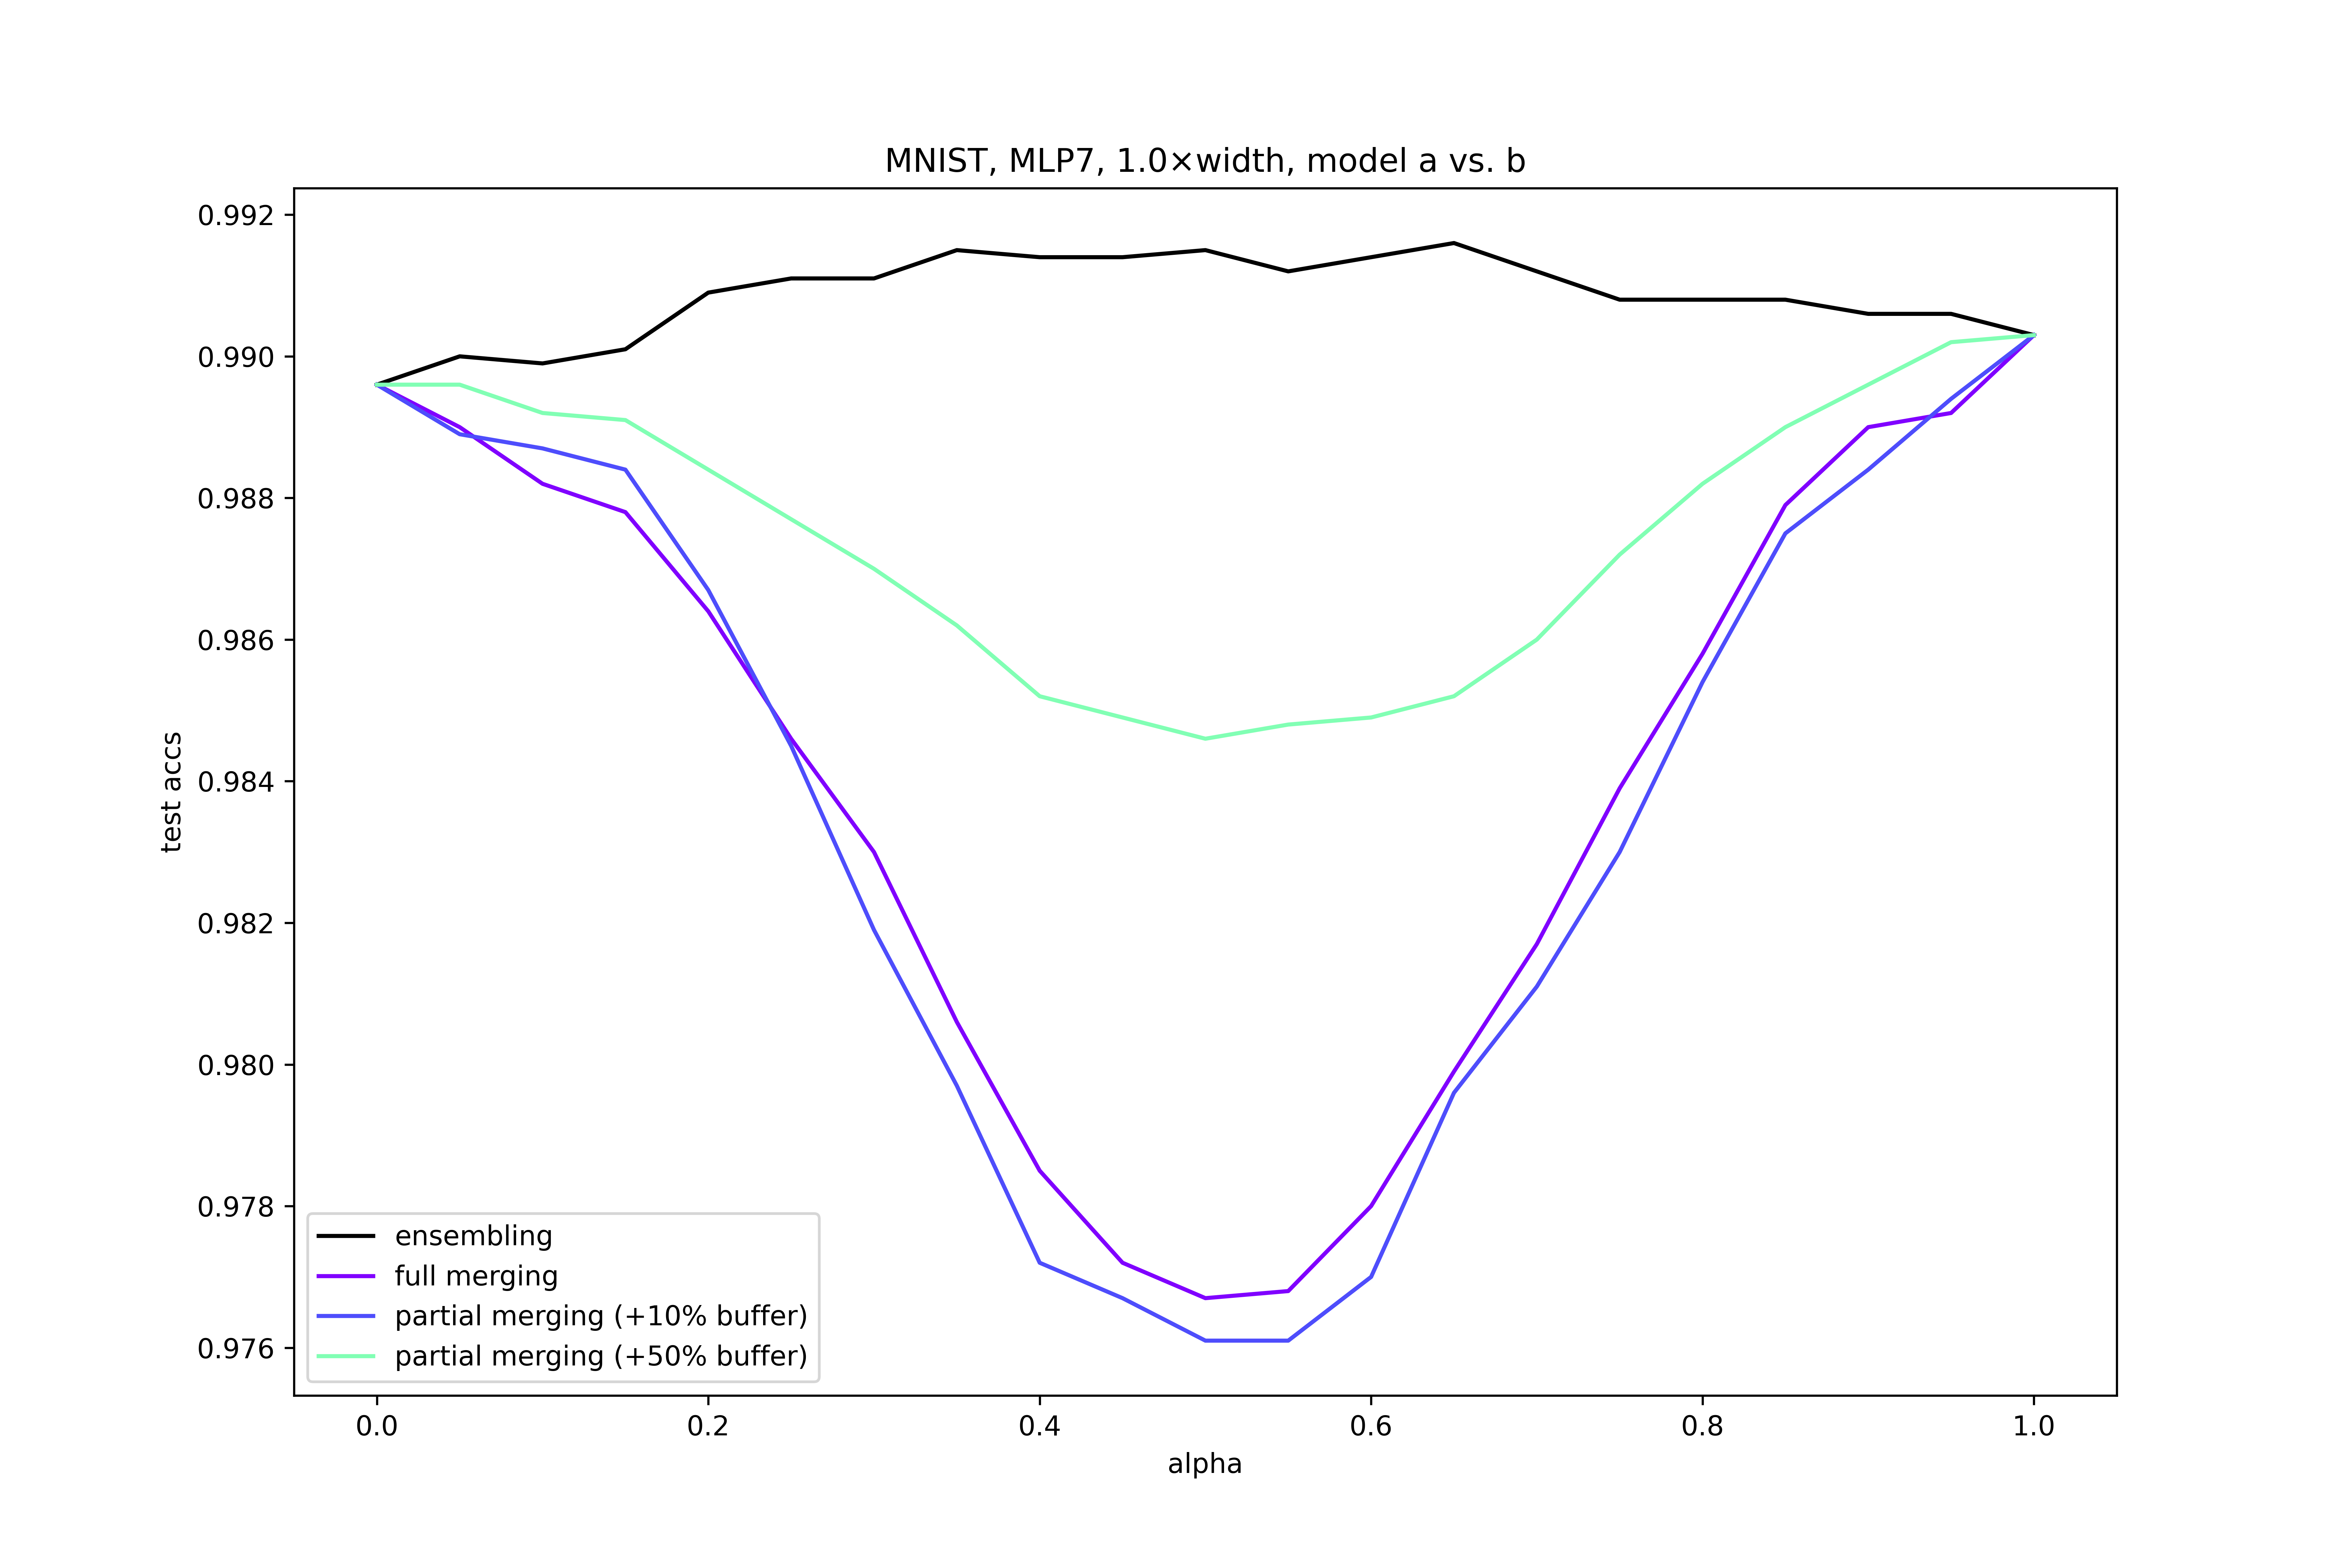 MNIST, MLP7, 1.0×width, model a vs. b
0.992
0.990
0.988
0.986
0.984
0.982
0.980
0.978
0.976
test accs
ensembling
full merging
partial merging (+10% buffer)
partial merging (+50% buffer)
0.0 0.2 0.4 0.6 0.8 1.0
alpha